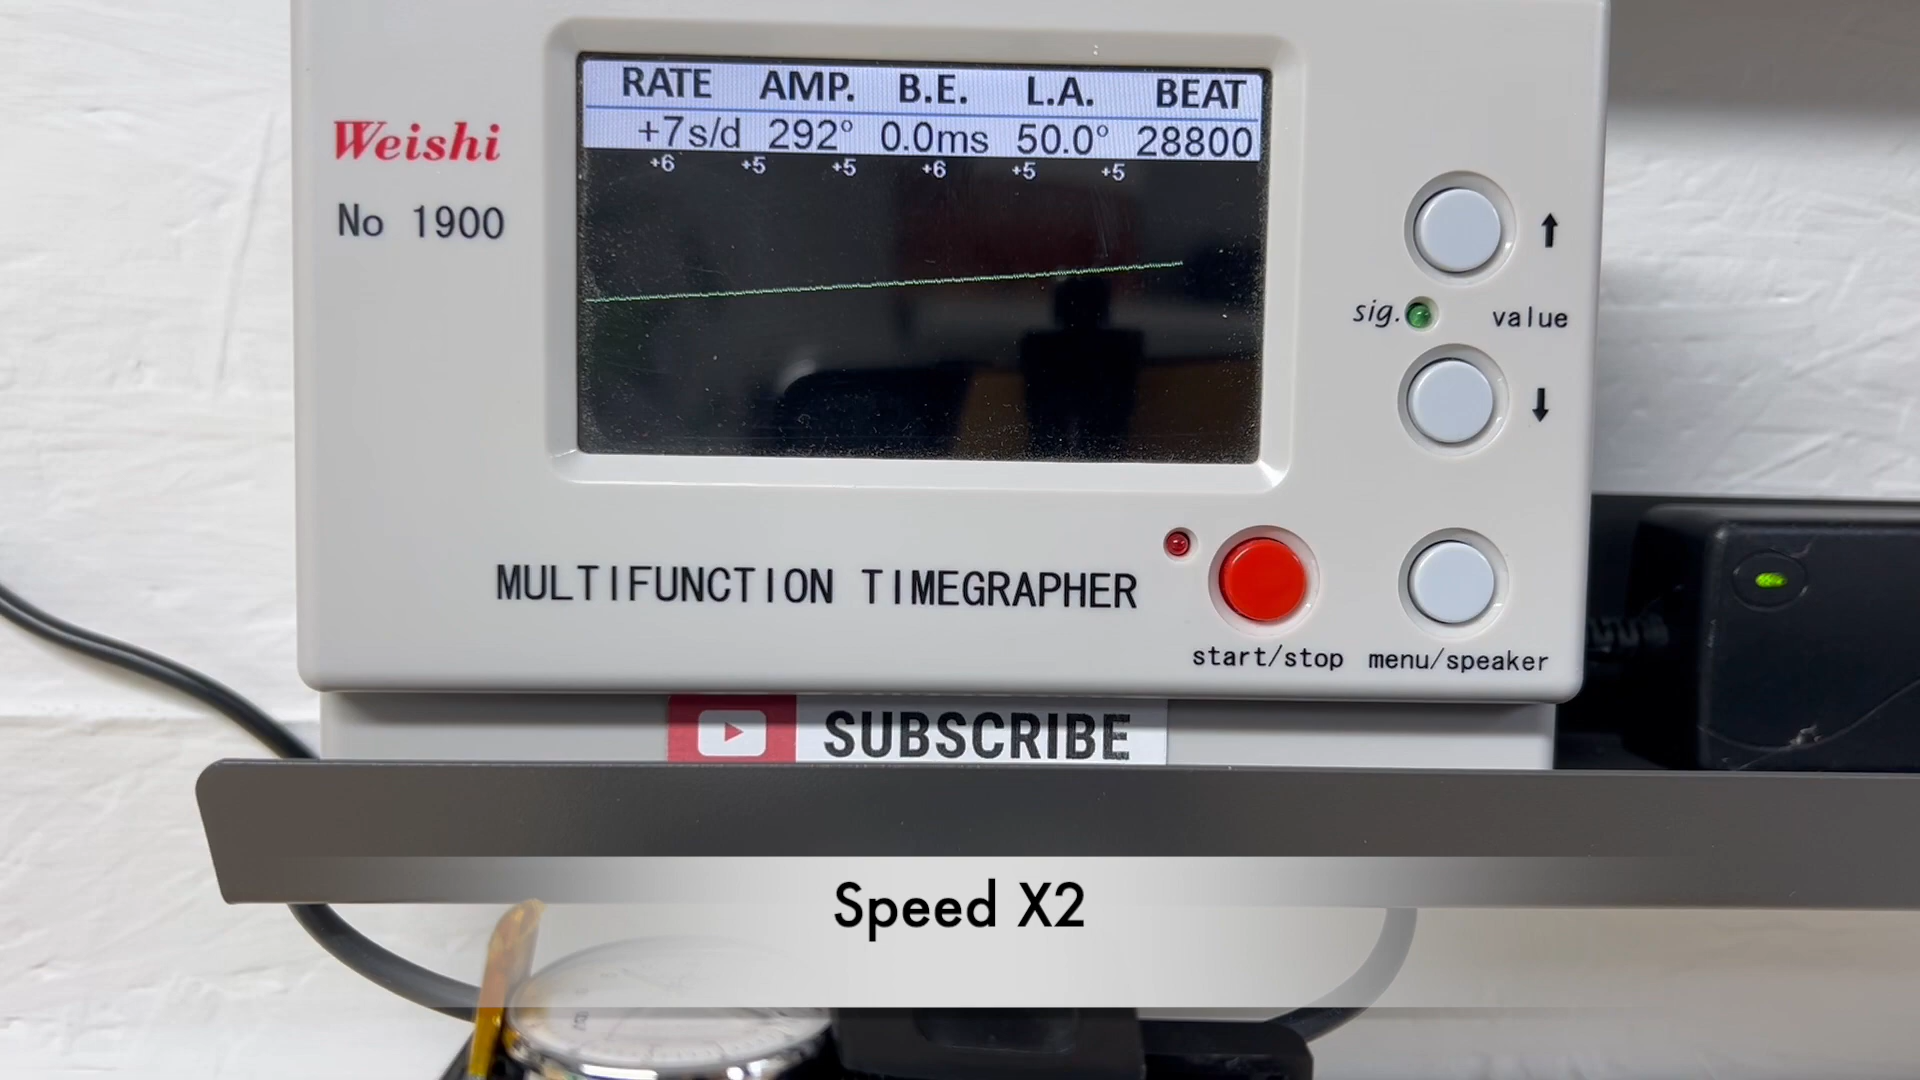 RATE AMP. B.E. L.A. BEAT
+7s/d 292° 0.0ms 50.0° 28800
+6 +5 +5 +6 +5 +5
Weishi
No 1900
↑
sig. value
↓
MULTIFUNCTION TIMEGRAPHER
start/stop menu/speaker
SUBSCRIBE
Speed X2